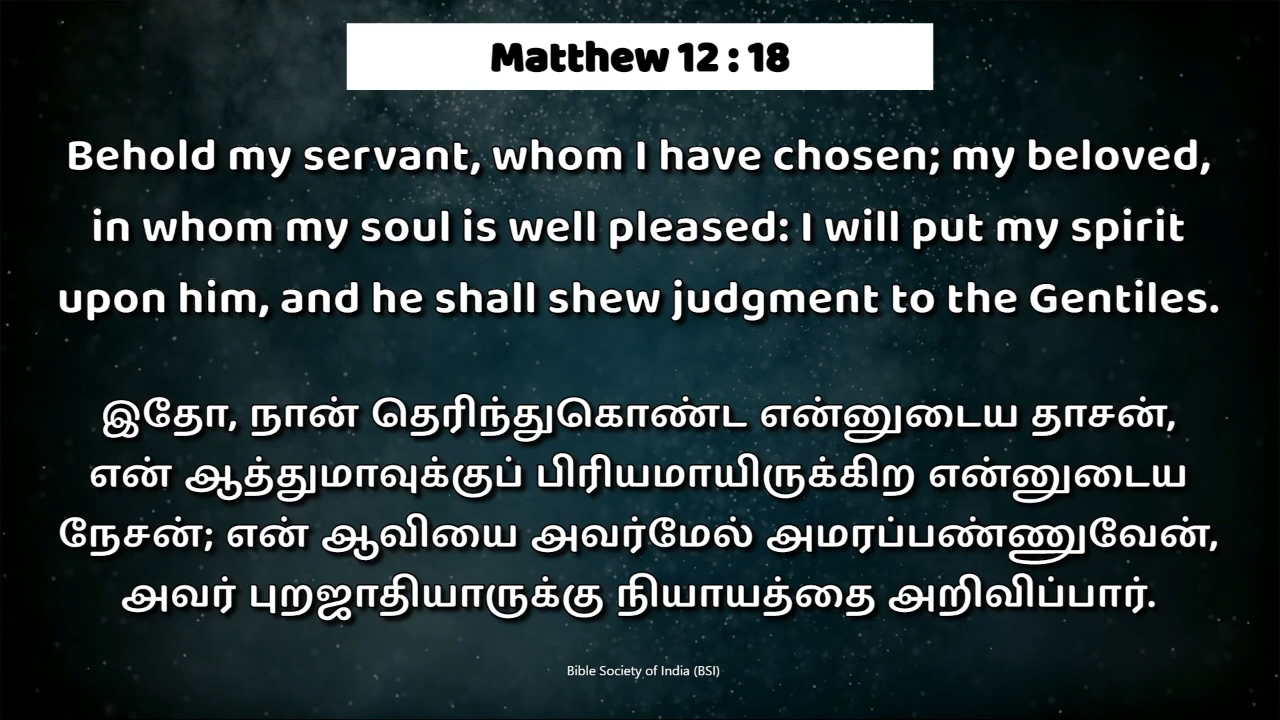 Matthew 12 : 18
Behold my servant, whom I have chosen; my beloved,
in whom my soul is well pleased: I will put my spirit
upon him, and he shall shew judgment to the Gentiles.
இதோ, நான் தெரிந்துகொண்ட என்னுடைய தாசன்,
என் ஆத்துமாவுக்குப் பிரியமாயிருக்கிற என்னுடைய
நேசன்; என் ஆவியை அவர்மேல் அமரப்பண்ணுவேன்,
அவர் புறஜாதியாருக்கு நியாயத்தை அறிவிப்பார்.
Bible Society of India (BSI)